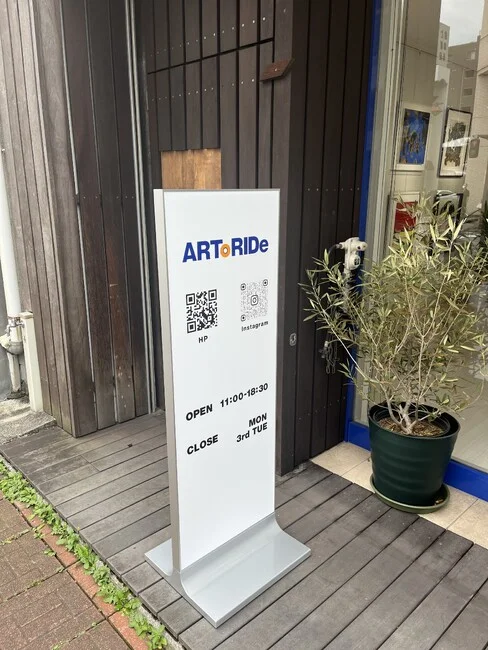 ARToRIDe
HP
Instagram
OPEN 11:00-18:30
CLOSE MON
3rd TUE